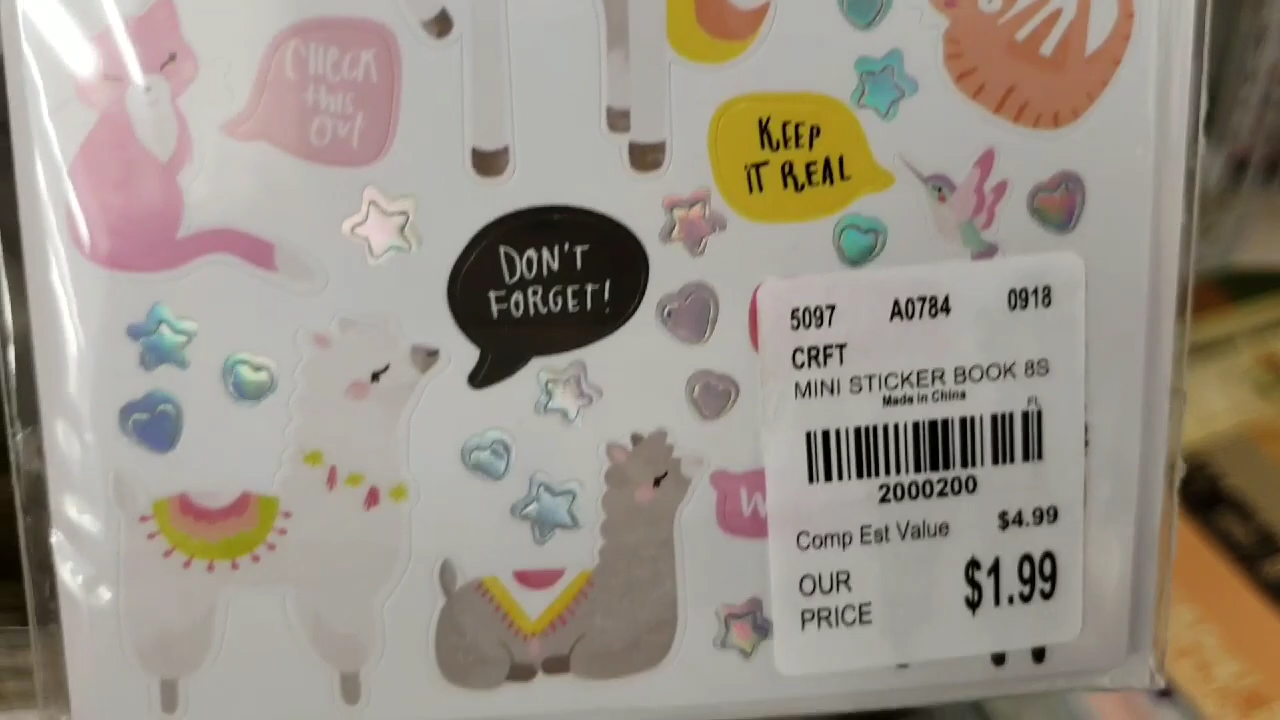 CHECK
this
Out
KEEP
IT REAL
DON'T
FORGET!
5097 A0784 0918
CRFT
MINI STICKER BOOK 8S
Made in China
FL
2000200
Comp Est Value $4.99
OUR
PRICE $1.99
W